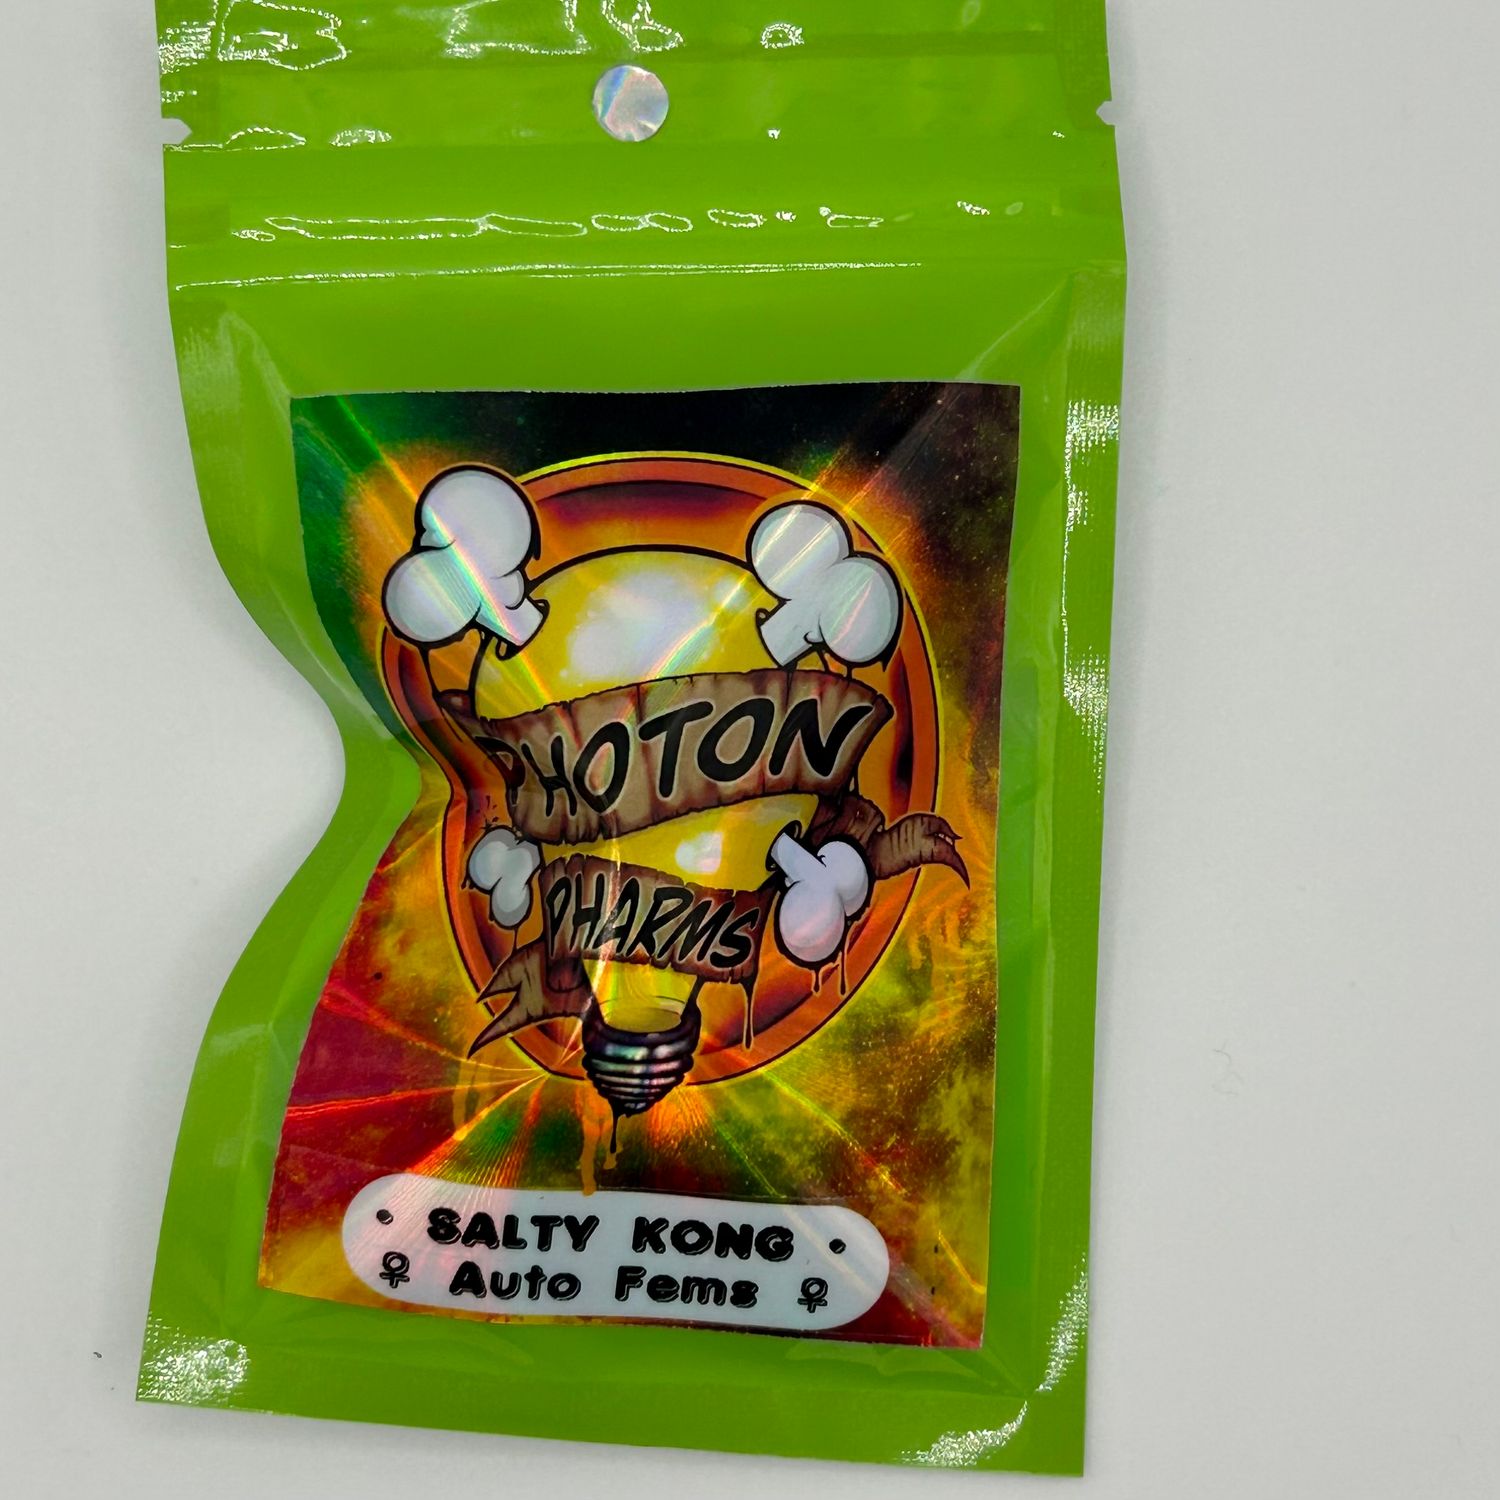 PHOTON
PHARMS
• SALTY KONG •
♀ Auto Fems ♀